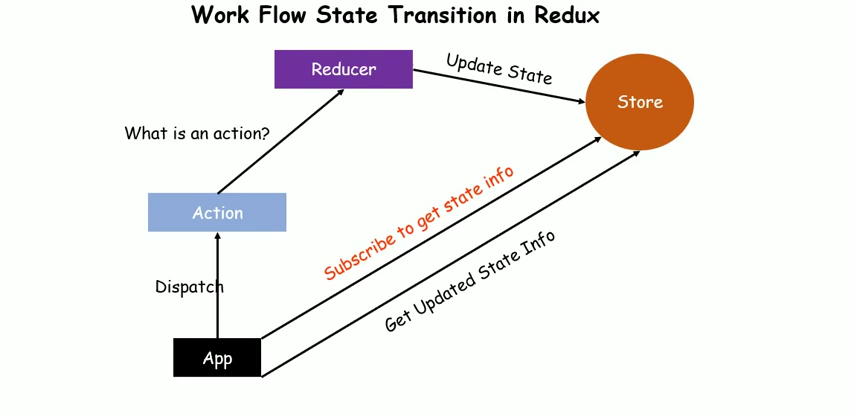 Work Flow State Transition in Redux
Reducer
Update State
Store
What is an action?
Subscribe to get state info
Action
Get Updated State Info
Dispatch
App